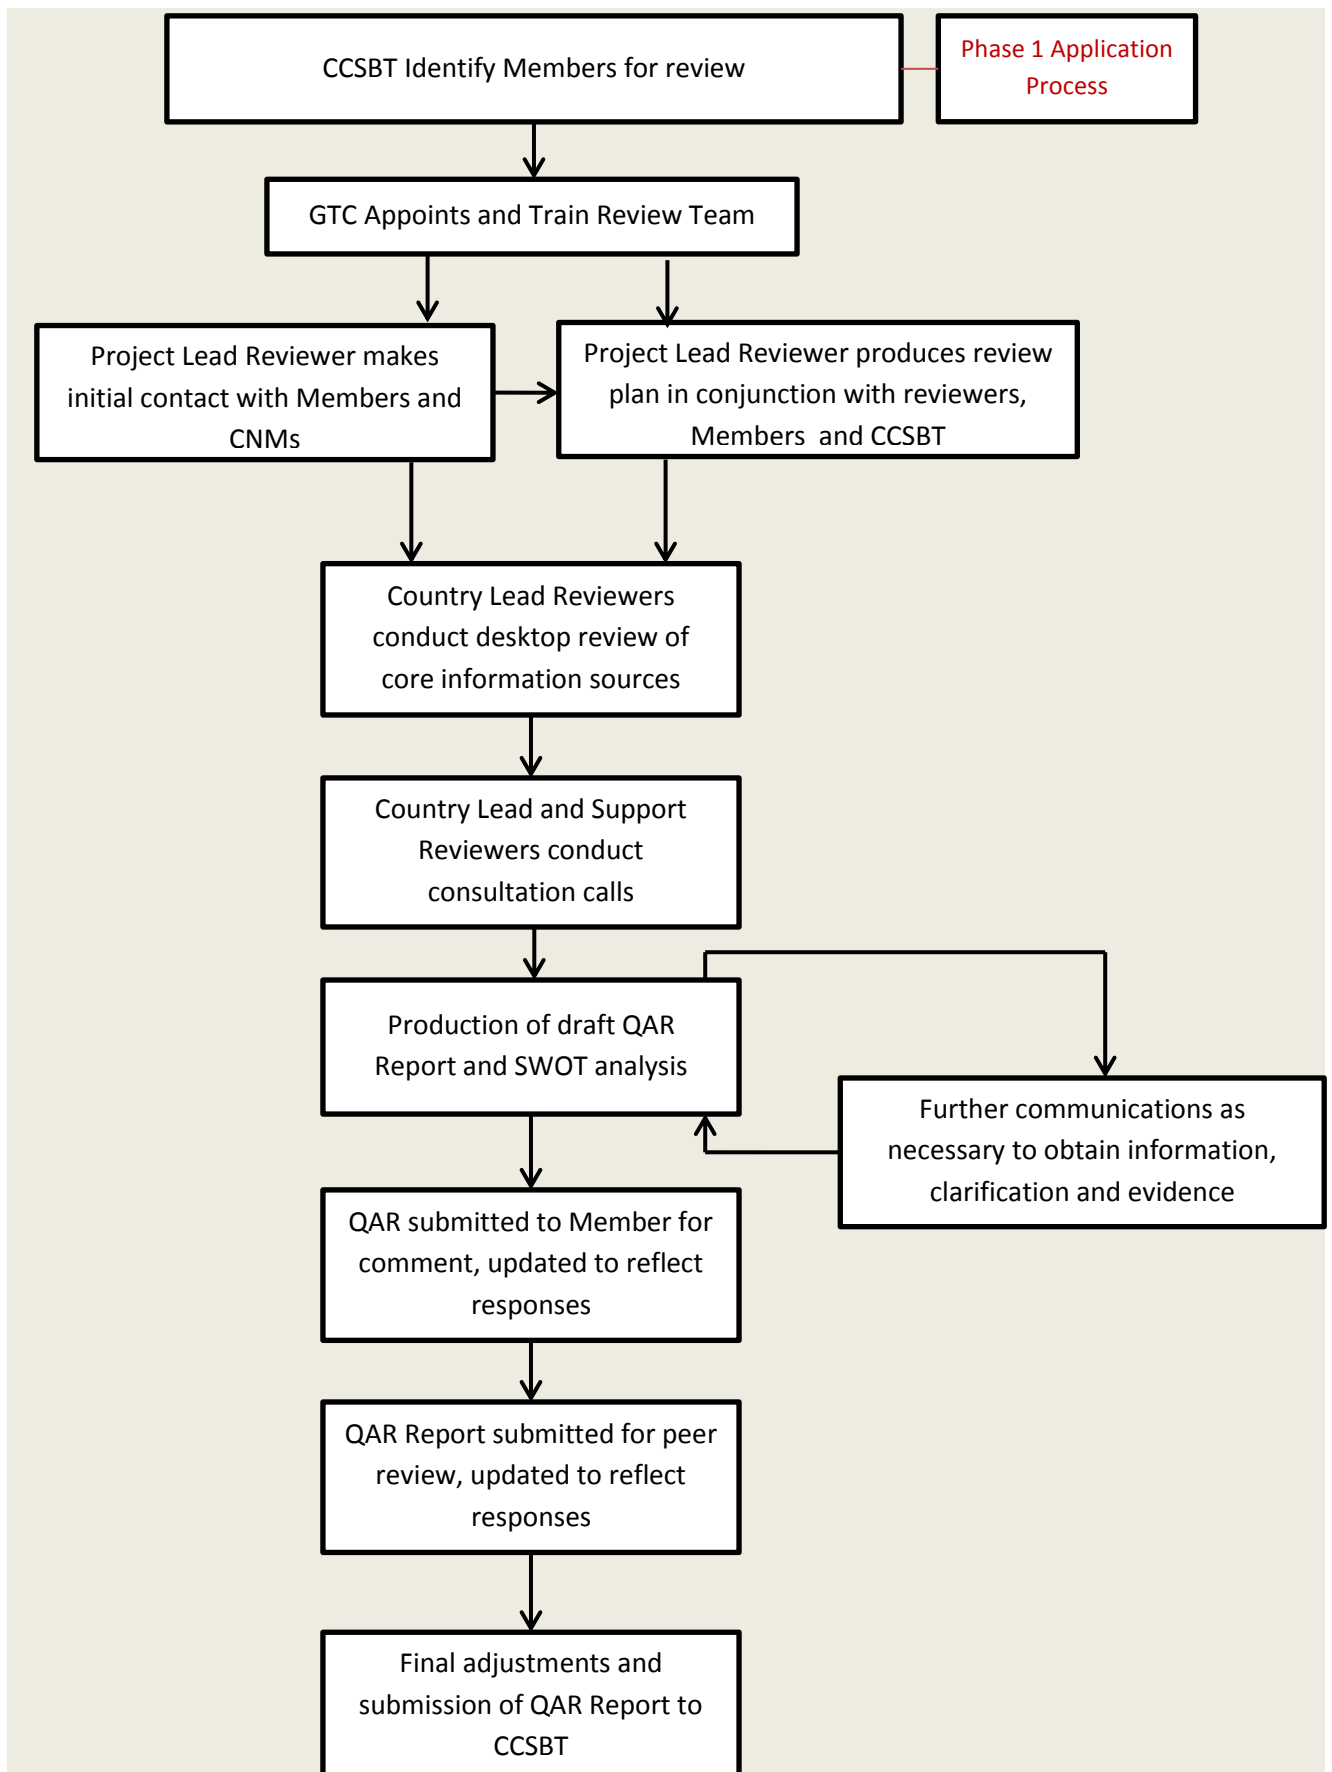 CCSBT Identify Members for review
Phase 1 Application
Process
GTC Appoints and Train Review Team
Project Lead Reviewer makes
initial contact with Members and
CNMs
Project Lead Reviewer produces review
plan in conjunction with reviewers,
Members and CCSBT
Country Lead Reviewers
conduct desktop review of
core information sources
Country Lead and Support
Reviewers conduct
consultation calls
Production of draft QAR
Report and SWOT analysis
Further communications as
necessary to obtain information,
clarification and evidence
QAR submitted to Member for
comment, updated to reflect
responses
QAR Report submitted for peer
review, updated to reflect
responses
Final adjustments and
submission of QAR Report to
CCSBT